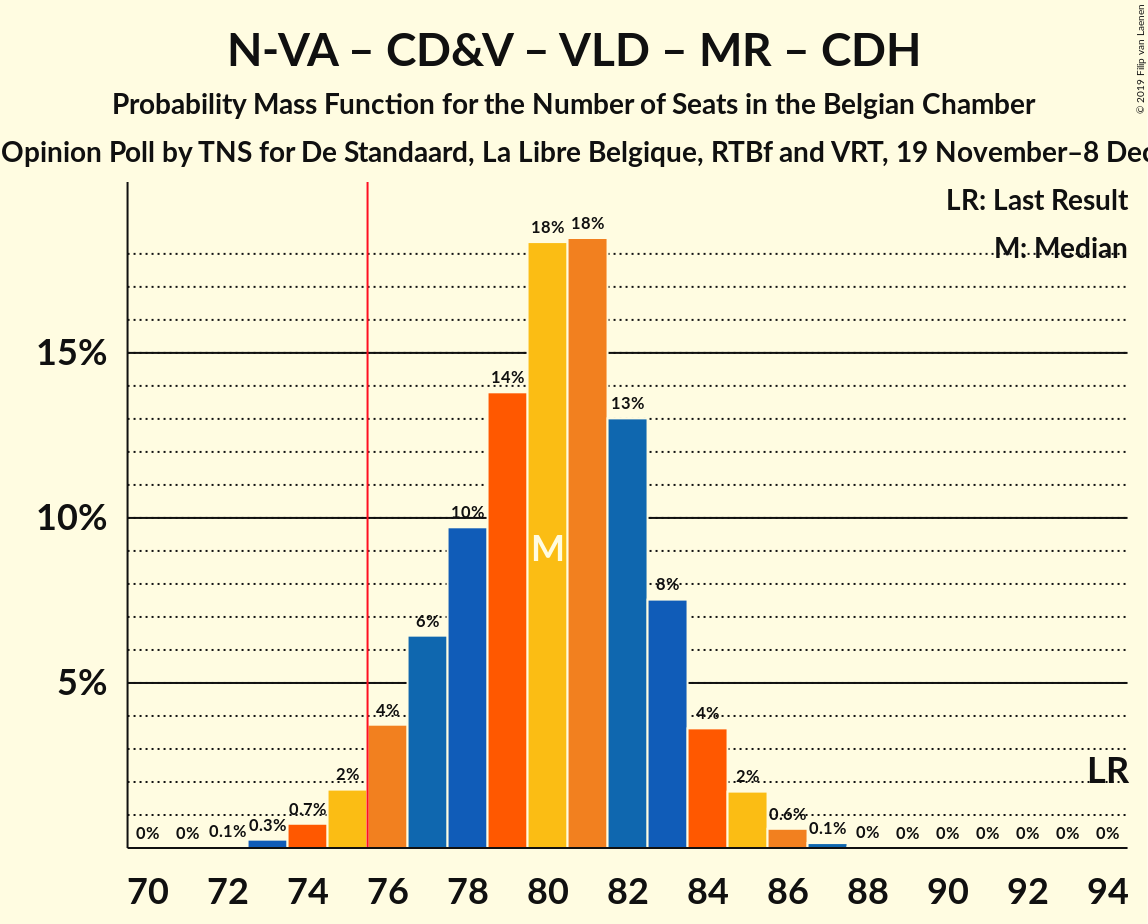 N-VA – CD&V – VLD – MR – CDH
Probability Mass Function for the Number of Seats in the Belgian Chamber
Opinion Poll by TNS for De Standaard, La Libre Belgique, RTBf and VRT, 19 November–8 Dec
© 2019 Filip van Laenen
LR: Last Result
M: Median
15%
10%
5%
0% 0% 0.1% 0.3% 0.7% 2% 4% 6% 10% 14% 18% 18% 13% 8% 4% 2% 0.6% 0.1% 0% 0% 0% 0% 0% 0% 0%
M
LR
70 72 74 76 78 80 82 84 86 88 90 92 94